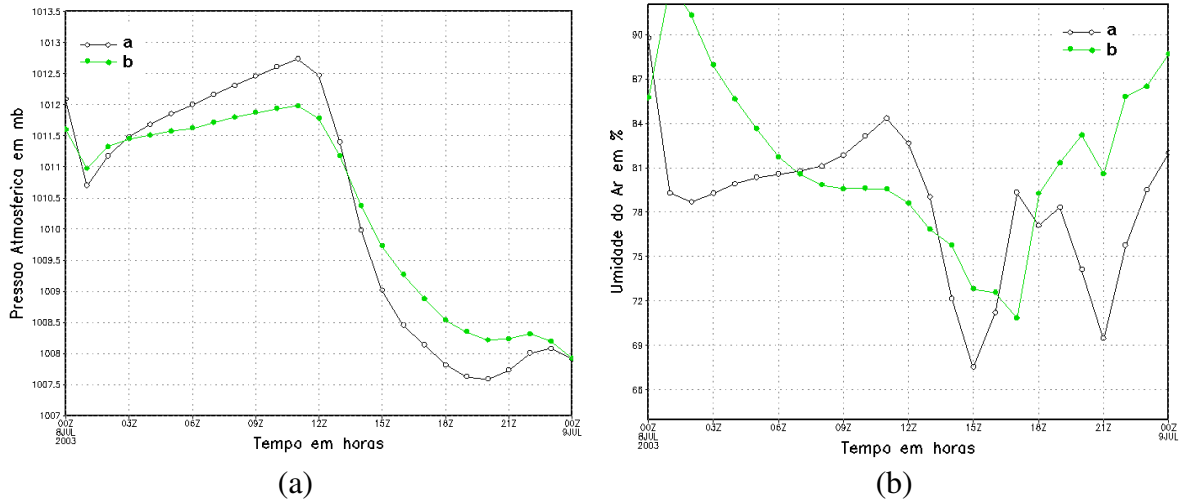 a
b
1013.5
1013
1012.5
1012
1011.5
1011
1010.5
1010
1009.5
1009
1008.5
1008
1007.5
1007
Pressao Atmosferica em mb
00Z 03Z 06Z 09Z 12Z 15Z 18Z 21Z 00Z
8JUL 9JUL
2003
Tempo em horas
(a)
a
b
90
87
84
81
78
75
72
69
66
Umidade do Ar em %
00Z 03Z 06Z 09Z 12Z 15Z 18Z 21Z 00Z
8JUL 9JUL
2003
Tempo em horas
(b)